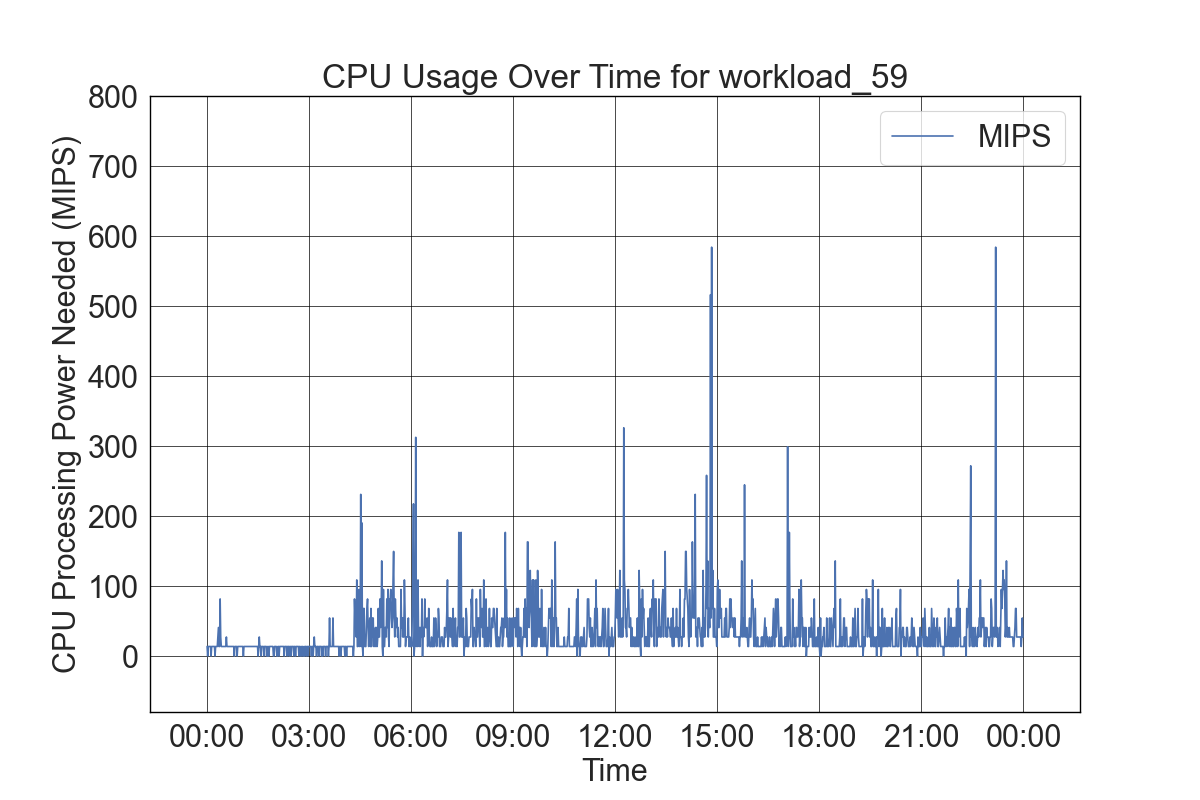 CPU Usage Over Time for workload_59
CPU Processing Power Needed (MIPS)
800
700
600
500
400
300
200
100
0
MIPS
00:00 03:00 06:00 09:00 12:00 15:00 18:00 21:00 00:00
Time